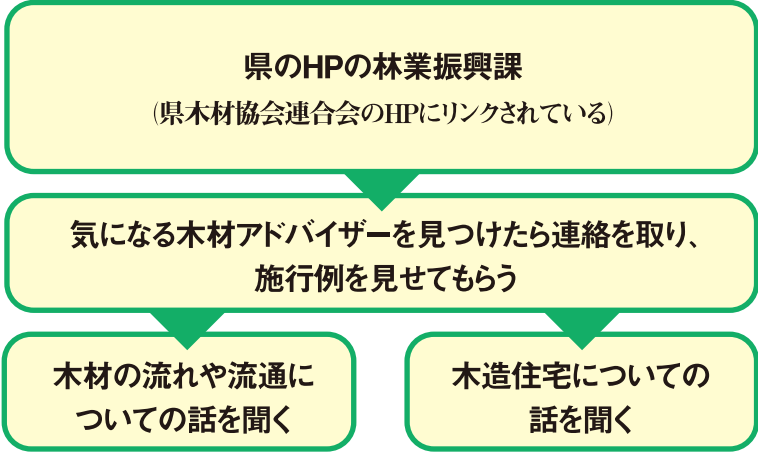 県のHPの林業振興課
（県木材協会連合会のHPにリンクされている）
気になる木材アドバイザーを見つけたら連絡を取り、
施行例を見せてもらう
木材の流れや流通に
ついての話を聞く
木造住宅についての
話を聞く